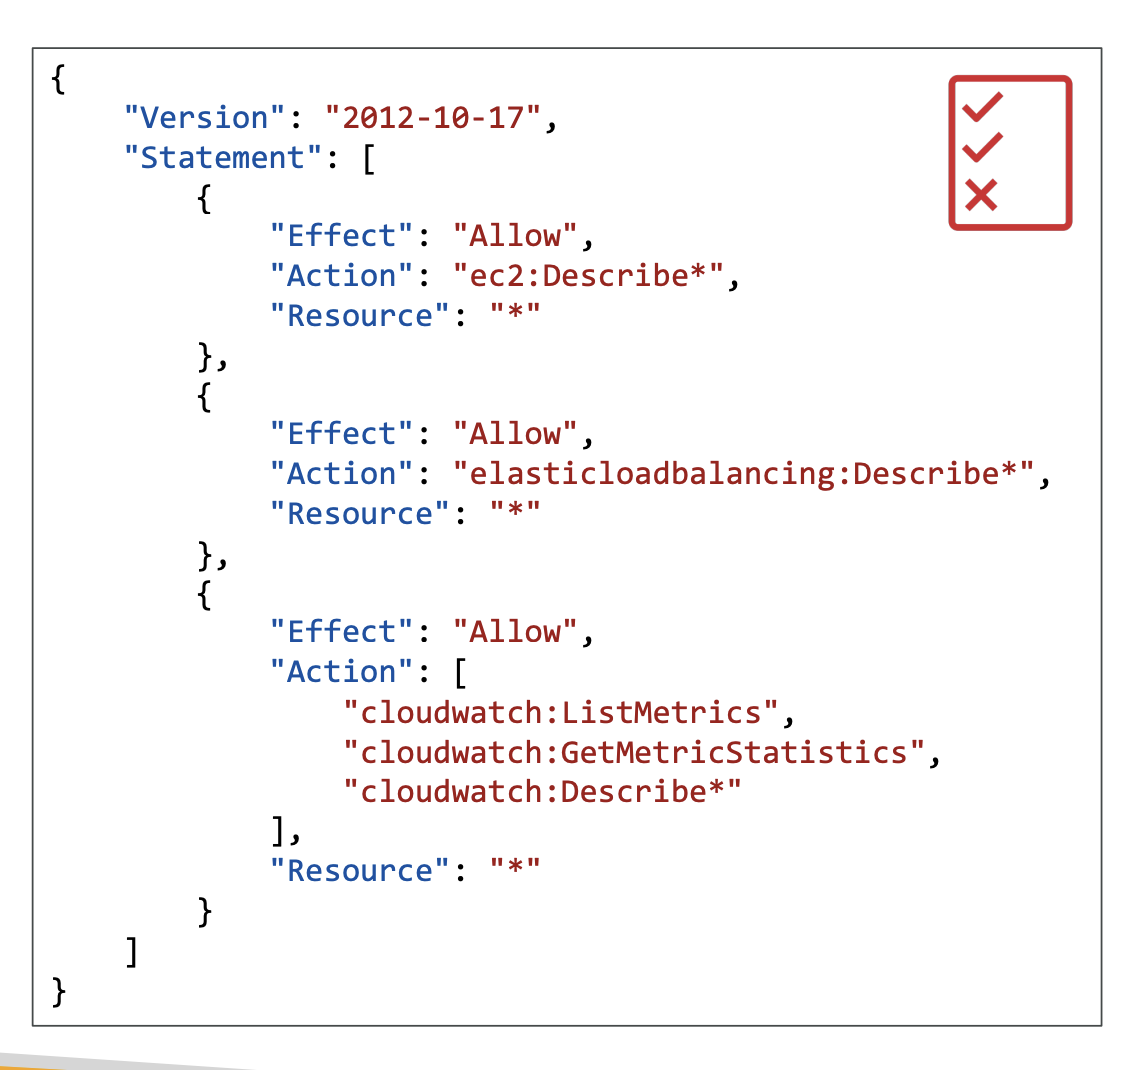 {
"Version": "2012-10-17",
"Statement": [
{
"Effect": "Allow",
"Action": "ec2:Describe*",
"Resource": "*"
},
{
"Effect": "Allow",
"Action": "elasticloadbalancing:Describe*",
"Resource": "*"
},
{
"Effect": "Allow",
"Action": [
"cloudwatch:ListMetrics",
"cloudwatch:GetMetricStatistics",
"cloudwatch:Describe*"
],
"Resource": "*"
}
]
}